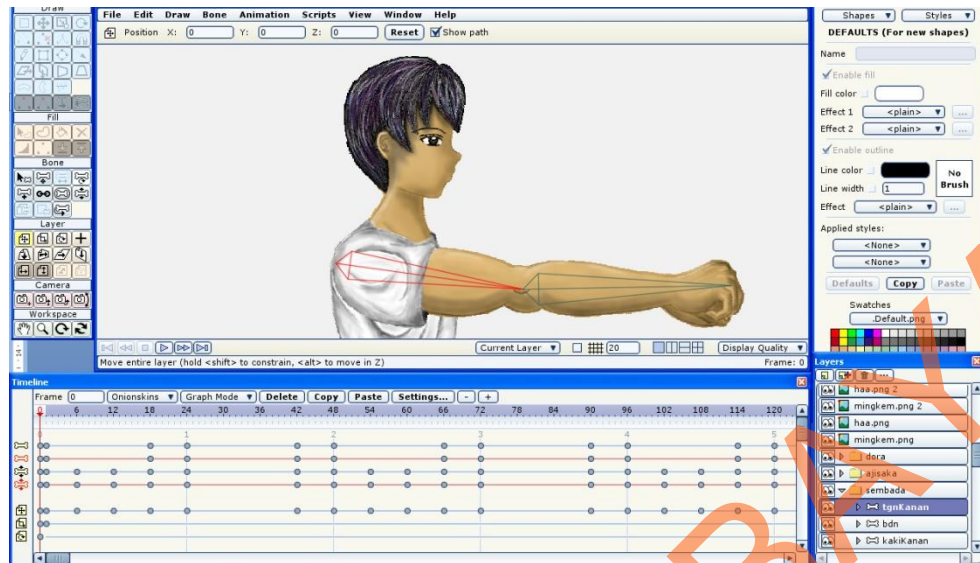 Draw
File Edit Draw Bone Animation Scripts View Window Help
Position X: 0 Y: 0 Z: 0 Reset Show path
Fill
Bone
Layer
Camera
Workspace
Current Layer 20 Display Quality
Move entire layer (hold <shift> to constrain, <alt> to move in Z) Frame: 0
Shapes Styles
DEFAULTS (For new shapes)
Name
Enable fill
Fill color
Effect 1 <plain> ...
Effect 2 <plain> ...
Enable outline
Line color
No
Brush
Line width 1
Effect <plain> ...
Applied styles:
<None>
<None>
Defaults Copy Paste
Swatches
.Default.png
Timeline
Frame 0 Onionskins Graph Mode Delete Copy Paste Settings... - +
0 6 12 18 24 30 36 42 48 54 60 66 72 78 84 90 96 102 108 114 120
0 1 2 3 4 5
Layers
haa.png 2
mingkem.png 2
haa.png
mingkem.png
dora
ajisaka
sembada
tgnKanan
bdn
kakiKanan